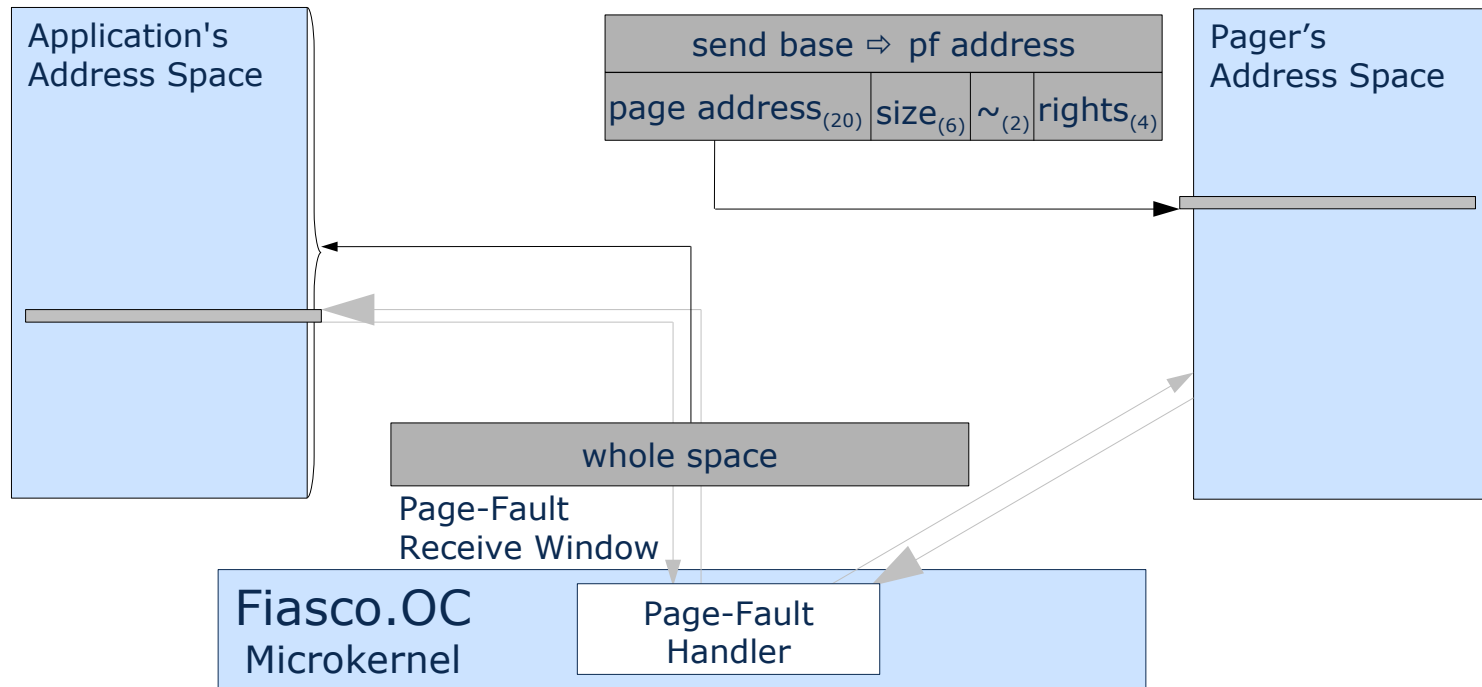 Application's
Address Space
send base ⇨ pf address
page address(20) size(6) ~(2) rights(4)
Pager’s
Address Space
whole space
Page-Fault
Receive Window
Fiasco.OC
Microkernel
Page-Fault
Handler